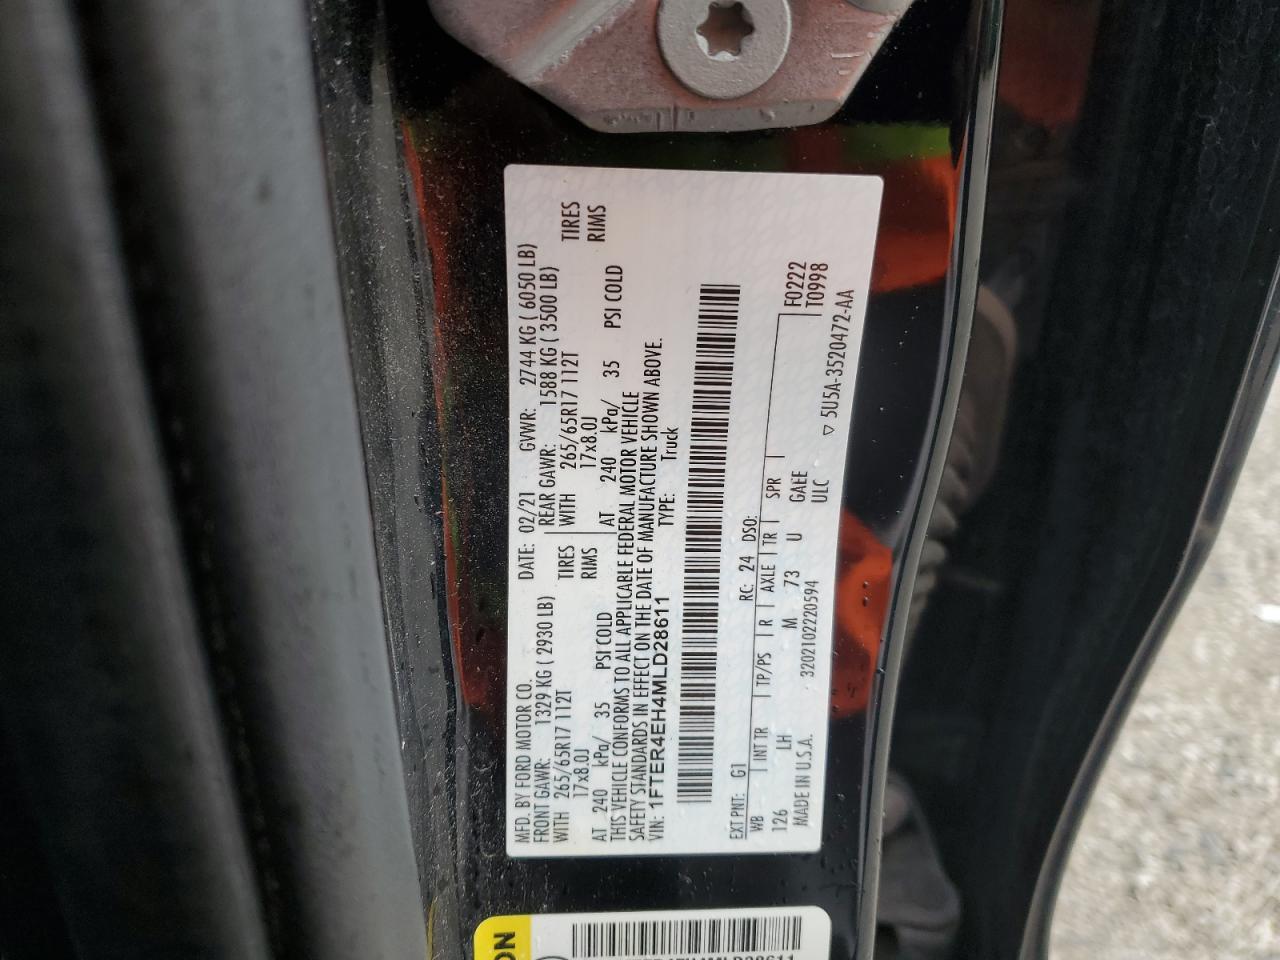 MFD. BY FORD MOTOR CO. DATE: 02/21 GVWR: 2744 KG ( 6050 LB)
FRONT GAWR: 1329 KG ( 2930 LB) REAR GAWR: 1588 KG ( 3500 LB)
WITH 265/65R17 112T TIRES WITH 265/65R17 112T TIRES
17x8.0J RIMS 17x8.0J RIMS
AT 240 kPa/ 35 PSI COLD AT 240 kPa/ 35 PSI COLD
THIS VEHICLE CONFORMS TO ALL APPLICABLE FEDERAL MOTOR VEHICLE
SAFETY STANDARDS IN EFFECT ON THE DATE OF MANUFACTURE SHOWN ABOVE.
VIN: 1FTER4EH4MLD28611 TYPE: Truck
EXT PNT: G1 RC: 24 DSO:
WB INT TR TP/PS R AXLE TR SPR F0222
126 LH M 73 U GAEE T0998
ULC
MADE IN U.S.A. 3202102220594 ▽ 5U5A-3520472-AA
ON